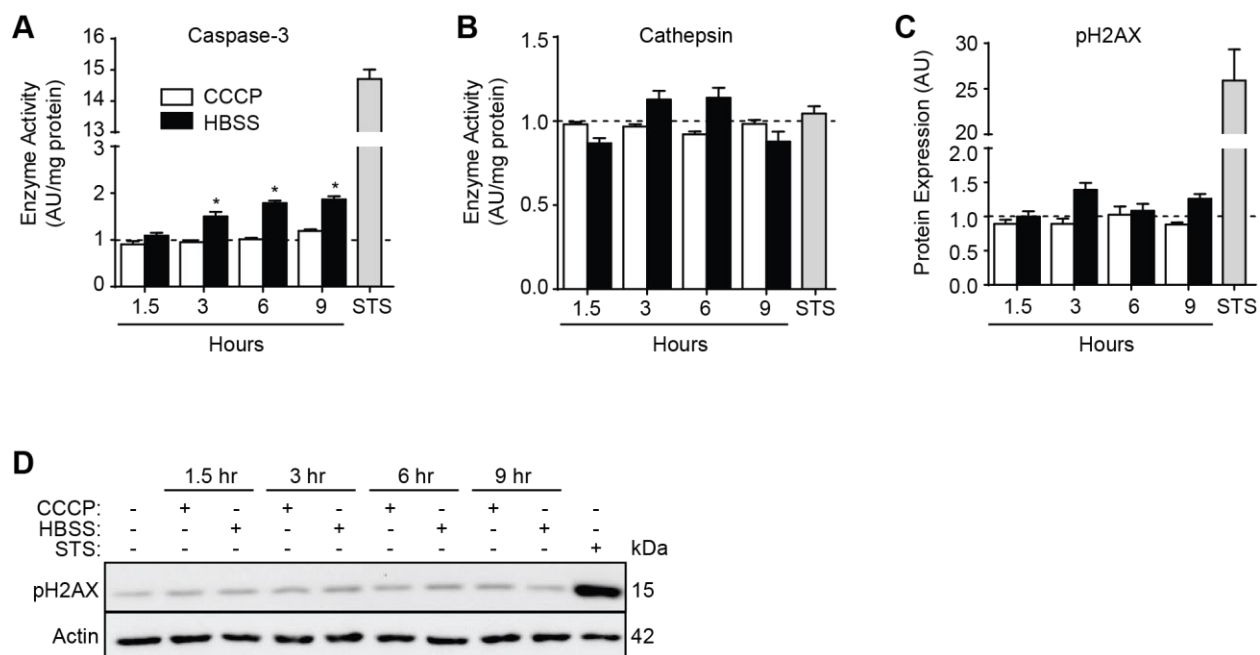 A
Caspase-3
Enzyme Activity
(AU/mg protein)
16
15
14
13
3
2
1
0
CCCP
HBSS
*
*
*
1.5 3 6 9 STS
Hours
B
Cathepsin
Enzyme Activity
(AU/mg protein)
1.5
1.0
0.5
0.0
1.5 3 6 9 STS
Hours
C
pH2AX
Protein Expression (AU)
30
25
20
2.0
1.5
1.0
0.5
0.0
1.5 3 6 9 STS
Hours
D
1.5 hr 3 hr 6 hr 9 hr
CCCP: - + - + - + - + - -
HBSS: - - + - + - + - + -
STS: - - - - - - - - - + kDa
pH2AX 15
Actin 42